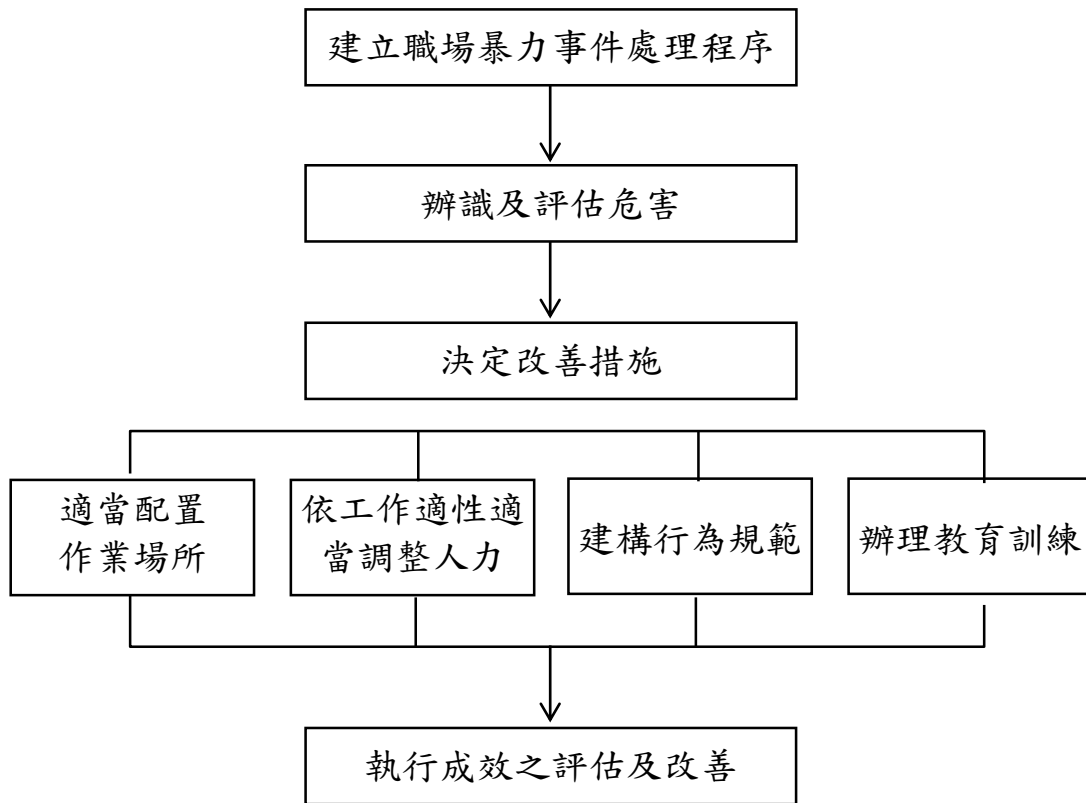 建立職場暴力事件處理程序
辨識及評估危害
決定改善措施
適當配置
作業場所
依工作適性適
當調整人力
建構行為規範
辦理教育訓練
執行成效之評估及改善